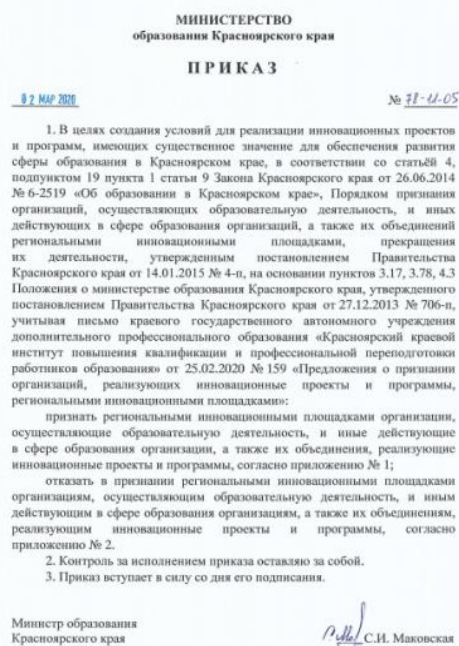 МИНИСТЕРСТВО
образования Красноярского края
ПРИКАЗ
02 МАР 2020 № 78-11-05
1. В целях создания условий для реализации инновационных проектов
и программ, имеющих существенное значение для обеспечения развития
сферы образования в Красноярском крае, в соответствии со статьёй 4,
подпунктом 19 пункта 1 статьи 9 Закона Красноярского края от 26.06.2014
№ 6-2519 «Об образовании в Красноярском крае», Порядком признания
организаций, осуществляющих образовательную деятельность, и иных
действующих в сфере образования организаций, а также их объединений
региональными инновационными площадками, прекращения
их деятельности, утвержденным постановлением Правительства
Красноярского края от 14.01.2015 № 4-п, на основании пунктов 3.17, 3.78, 4.3
Положения о министерстве образования Красноярского края, утвержденного
постановлением Правительства Красноярского края от 27.12.2013 № 706-п,
учитывая письмо краевого государственного автономного учреждения
дополнительного профессионального образования «Красноярский краевой
институт повышения квалификации и профессиональной переподготовки
работников образования» от 25.02.2020 № 159 «Предложения о признании
организаций, реализующих инновационные проекты и программы,
региональными инновационными площадками»:
признать региональными инновационными площадками организации,
осуществляющие образовательную деятельность, и иные действующие
в сфере образования организации, а также их объединения, реализующие
инновационные проекты и программы, согласно приложению № 1;
отказать в признании региональными инновационными площадками
организациям, осуществляющим образовательную деятельность, и иным
действующим в сфере образования организациям, а также их объединениям,
реализующим инновационные проекты и программы, согласно
приложению № 2.
2. Контроль за исполнением приказа оставляю за собой.
3. Приказ вступает в силу со дня его подписания.
Министр образования
Красноярского края С.И. Маковская